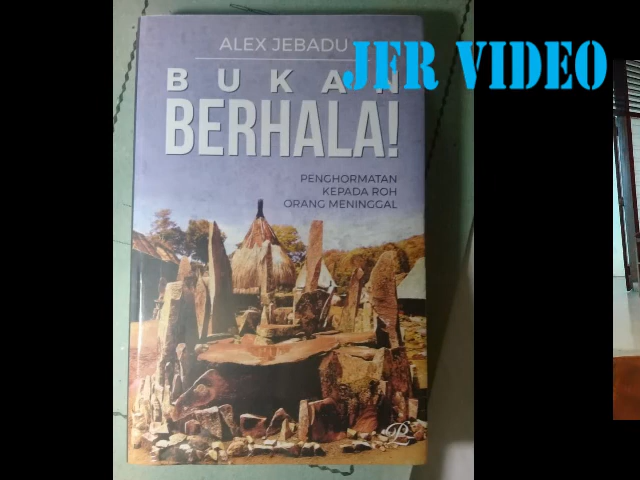 ALEX JEBADU
JFR VIDEO
BUKAN
BERHALA!
PENGHORMATAN
KEPADA ROH
ORANG MENINGGAL